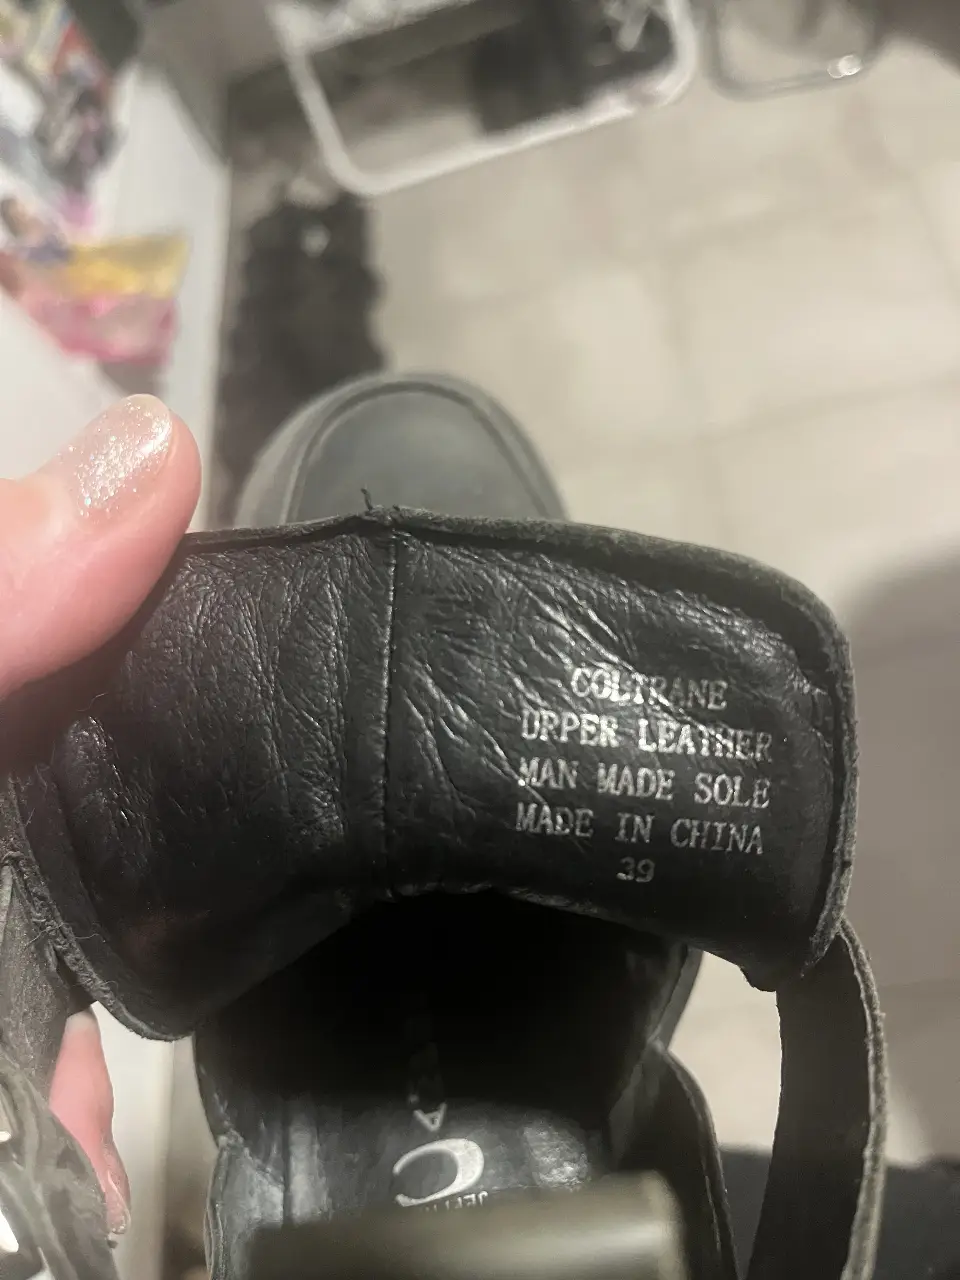 COLTRANE
UPPER LEATHER
MAN MADE SOLE
MADE IN CHINA
39